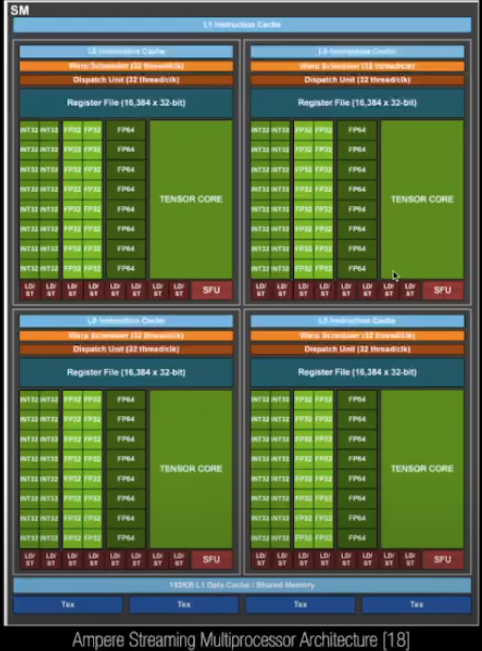 SM
L1 Instruction Cache
L0 Instruction Cache
Warp Scheduler (32 thread/clk)
Dispatch Unit (32 thread/clk)
Register File (16,384 x 32-bit)
INT32 INT32 FP32 FP32 FP64
INT32 INT32 FP32 FP32 FP64
INT32 INT32 FP32 FP32 FP64
INT32 INT32 FP32 FP32 FP64
INT32 INT32 FP32 FP32 FP64
INT32 INT32 FP32 FP32 FP64
INT32 INT32 FP32 FP32 FP64
INT32 INT32 FP32 FP32 FP64
TENSOR CORE
LD/ LD/ LD/ LD/ LD/ LD/ LD/ LD/
ST ST ST ST ST ST ST ST
SFU
L0 Instruction Cache
Warp Scheduler (32 thread/clk)
Dispatch Unit (32 thread/clk)
Register File (16,384 x 32-bit)
INT32 INT32 FP32 FP32 FP64
INT32 INT32 FP32 FP32 FP64
INT32 INT32 FP32 FP32 FP64
INT32 INT32 FP32 FP32 FP64
INT32 INT32 FP32 FP32 FP64
INT32 INT32 FP32 FP32 FP64
INT32 INT32 FP32 FP32 FP64
INT32 INT32 FP32 FP32 FP64
TENSOR CORE
LD/ LD/ LD/ LD/ LD/ LD/ LD/ LD/
ST ST ST ST ST ST ST ST
SFU
L0 Instruction Cache
Warp Scheduler (32 thread/clk)
Dispatch Unit (32 thread/clk)
Register File (16,384 x 32-bit)
INT32 INT32 FP32 FP32 FP64
INT32 INT32 FP32 FP32 FP64
INT32 INT32 FP32 FP32 FP64
INT32 INT32 FP32 FP32 FP64
INT32 INT32 FP32 FP32 FP64
INT32 INT32 FP32 FP32 FP64
INT32 INT32 FP32 FP32 FP64
INT32 INT32 FP32 FP32 FP64
TENSOR CORE
LD/ LD/ LD/ LD/ LD/ LD/ LD/ LD/
ST ST ST ST ST ST ST ST
SFU
L0 Instruction Cache
Warp Scheduler (32 thread/clk)
Dispatch Unit (32 thread/clk)
Register File (16,384 x 32-bit)
INT32 INT32 FP32 FP32 FP64
INT32 INT32 FP32 FP32 FP64
INT32 INT32 FP32 FP32 FP64
INT32 INT32 FP32 FP32 FP64
INT32 INT32 FP32 FP32 FP64
INT32 INT32 FP32 FP32 FP64
INT32 INT32 FP32 FP32 FP64
INT32 INT32 FP32 FP32 FP64
TENSOR CORE
LD/ LD/ LD/ LD/ LD/ LD/ LD/ LD/
ST ST ST ST ST ST ST ST
SFU
192KB L1 Data Cache / Shared Memory
Tex Tex Tex Tex
Ampere Streaming Multiprocessor Architecture [18]